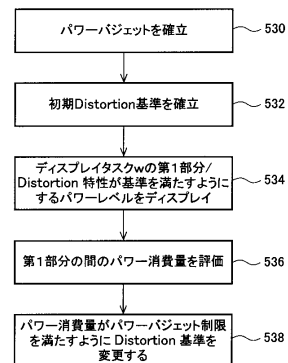 パワーバジェットを確立
530
初期Distortion基準を確立
532
ディスプレイタスクwの第1部分/
Distortion 特性が基準を満たすように
するパワーレベルをディスプレイ
534
第1部分の間のパワー消費量を評価
536
パワー消費量がパワーバジェット制限
を満たすように Distortion 基準を
変更する
538